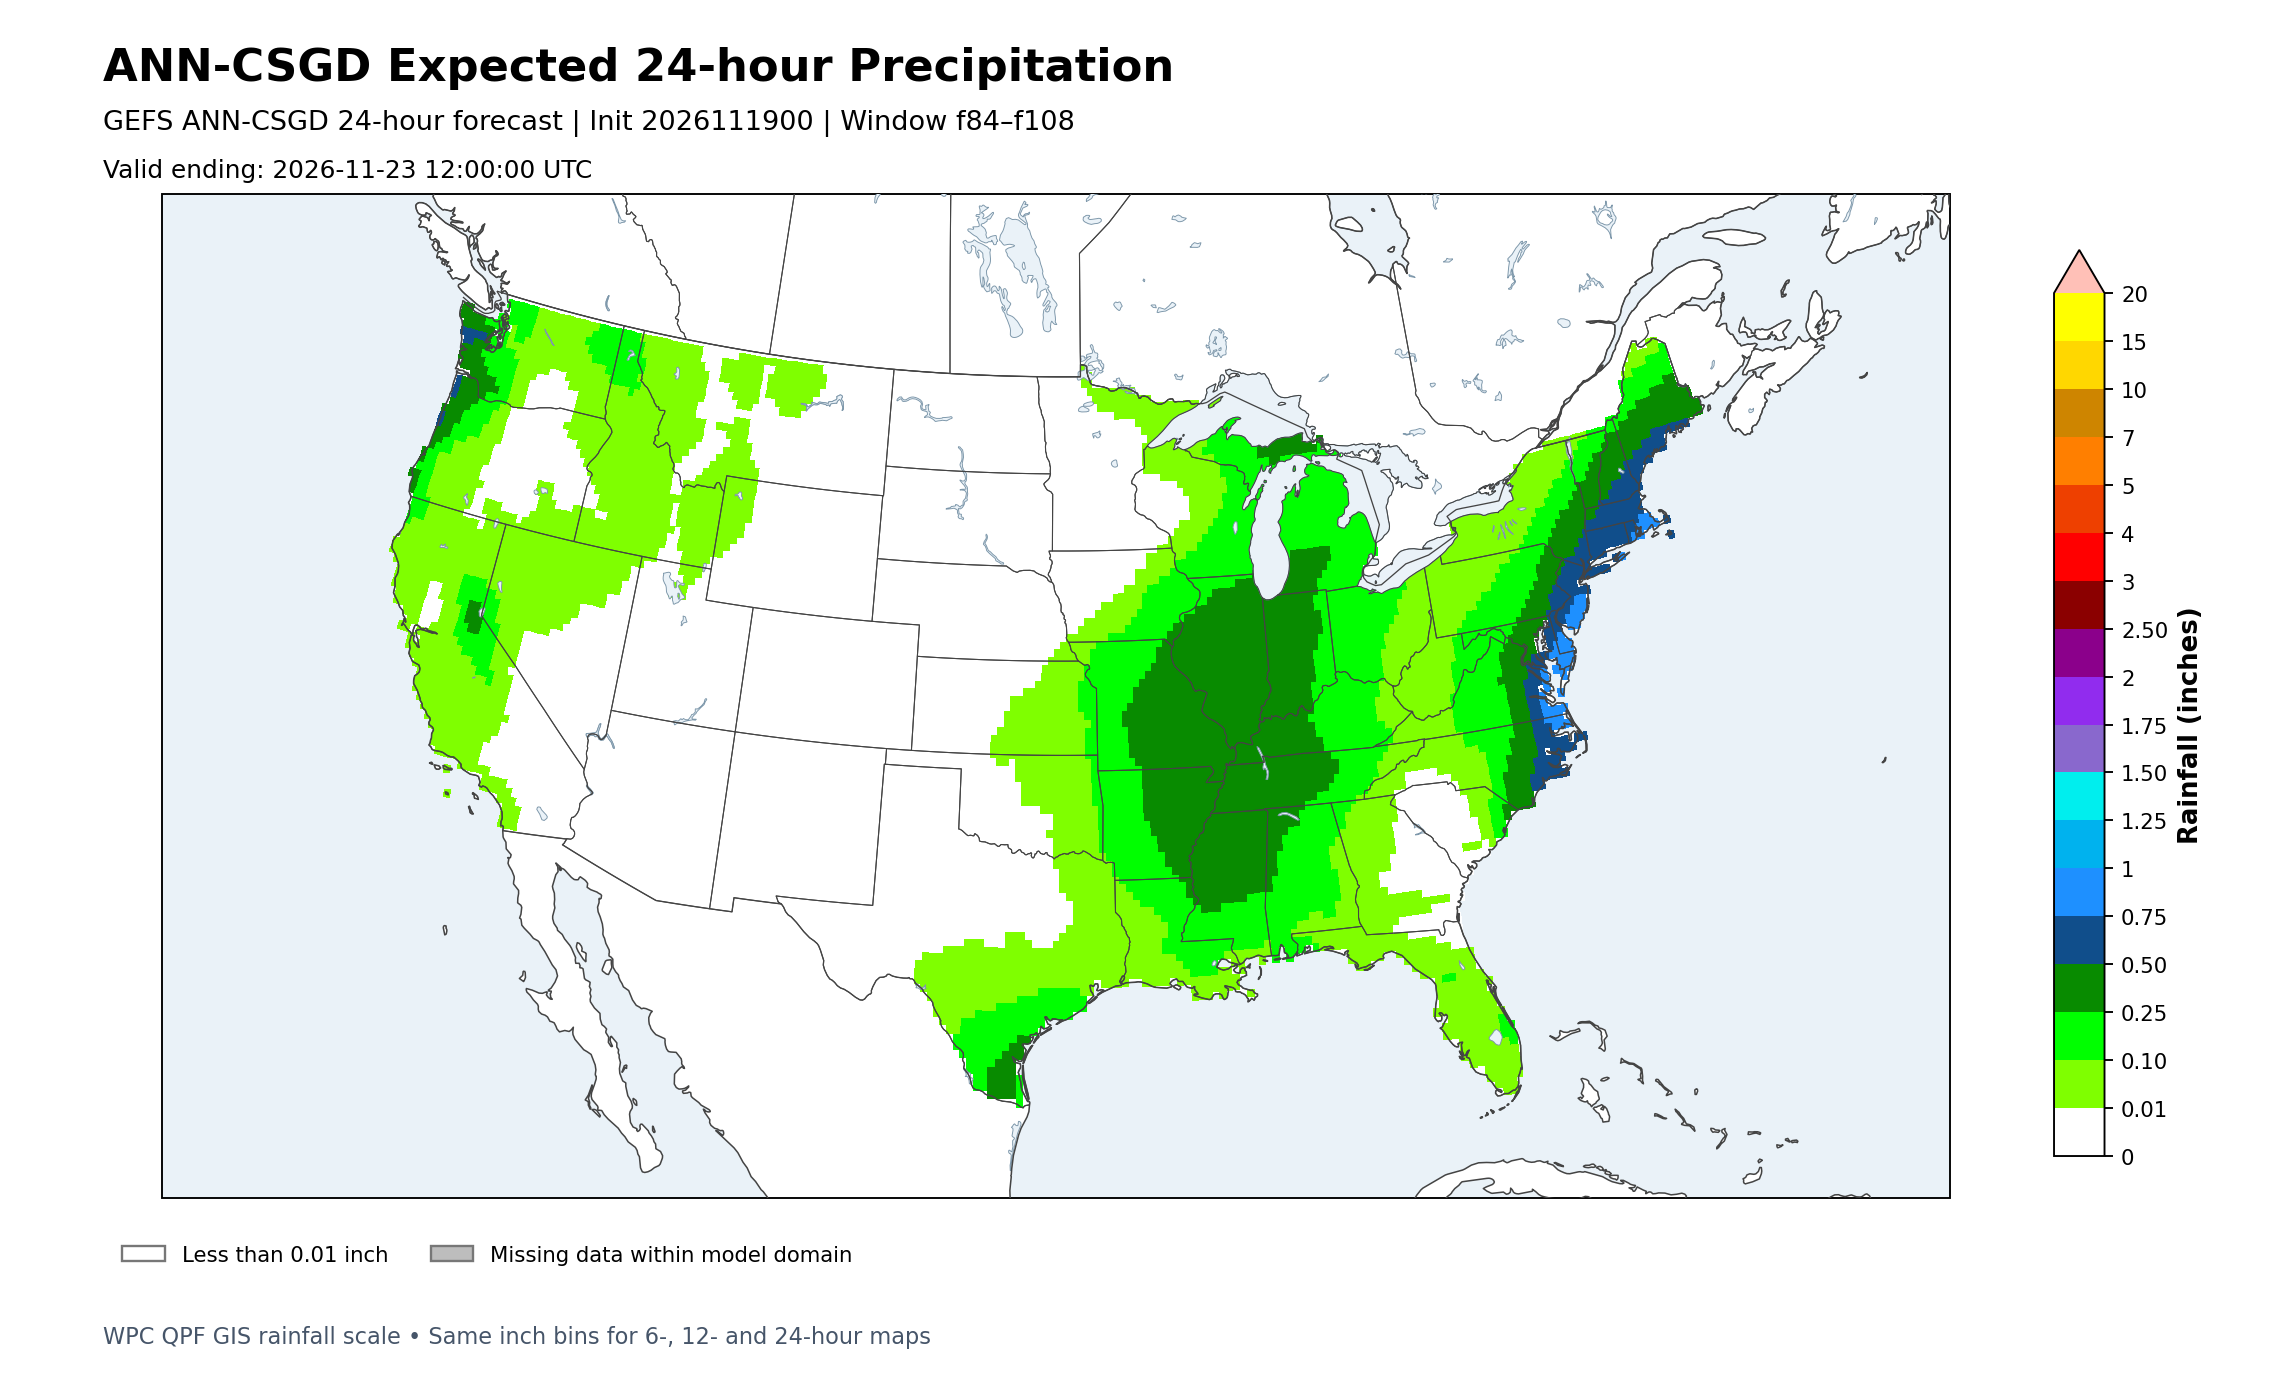 ANN-CSGD Expected 24-hour Precipitation
GEFS ANN-CSGD 24-hour forecast | Init 2026111900 | Window f84–f108
Valid ending: 2026-11-23 12:00:00 UTC
20
15
10
7
5
4
3
2.50
2
1.75
1.50
1.25
1
0.75
0.50
0.25
0.10
0.01
0
Rainfall (inches)
Less than 0.01 inch
Missing data within model domain
WPC QPF GIS rainfall scale • Same inch bins for 6-, 12- and 24-hour maps